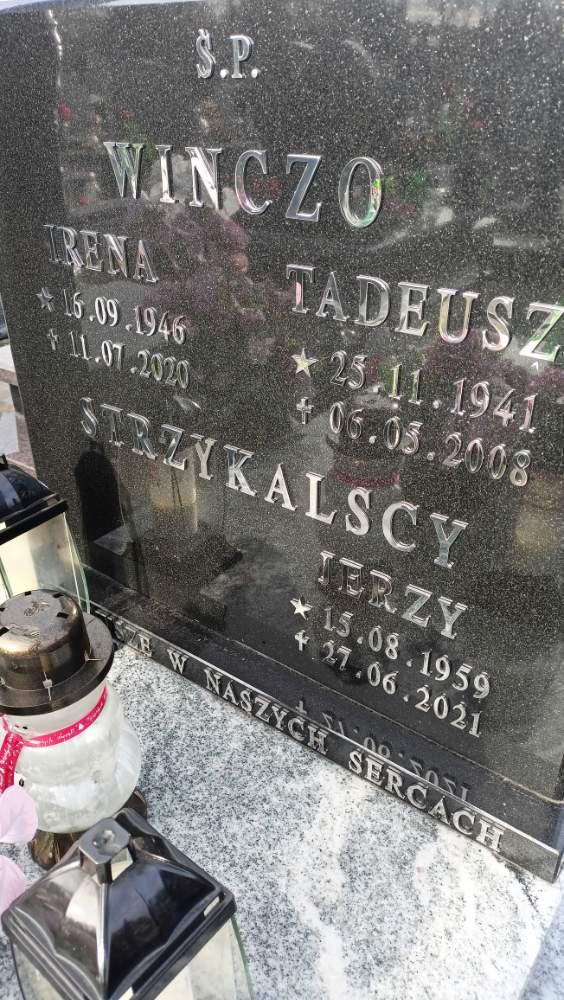 Ś.P.
WINCZO
IRENA
★ 16.09.1946
✝ 11.07.2020
TADEUSZ
★ 25.11.1941
✝ 06.05.2008
STRZYKALSCY
JERZY
★ 15.08.1959
✝ 27.06.2021
W NASZYCH SERCACH